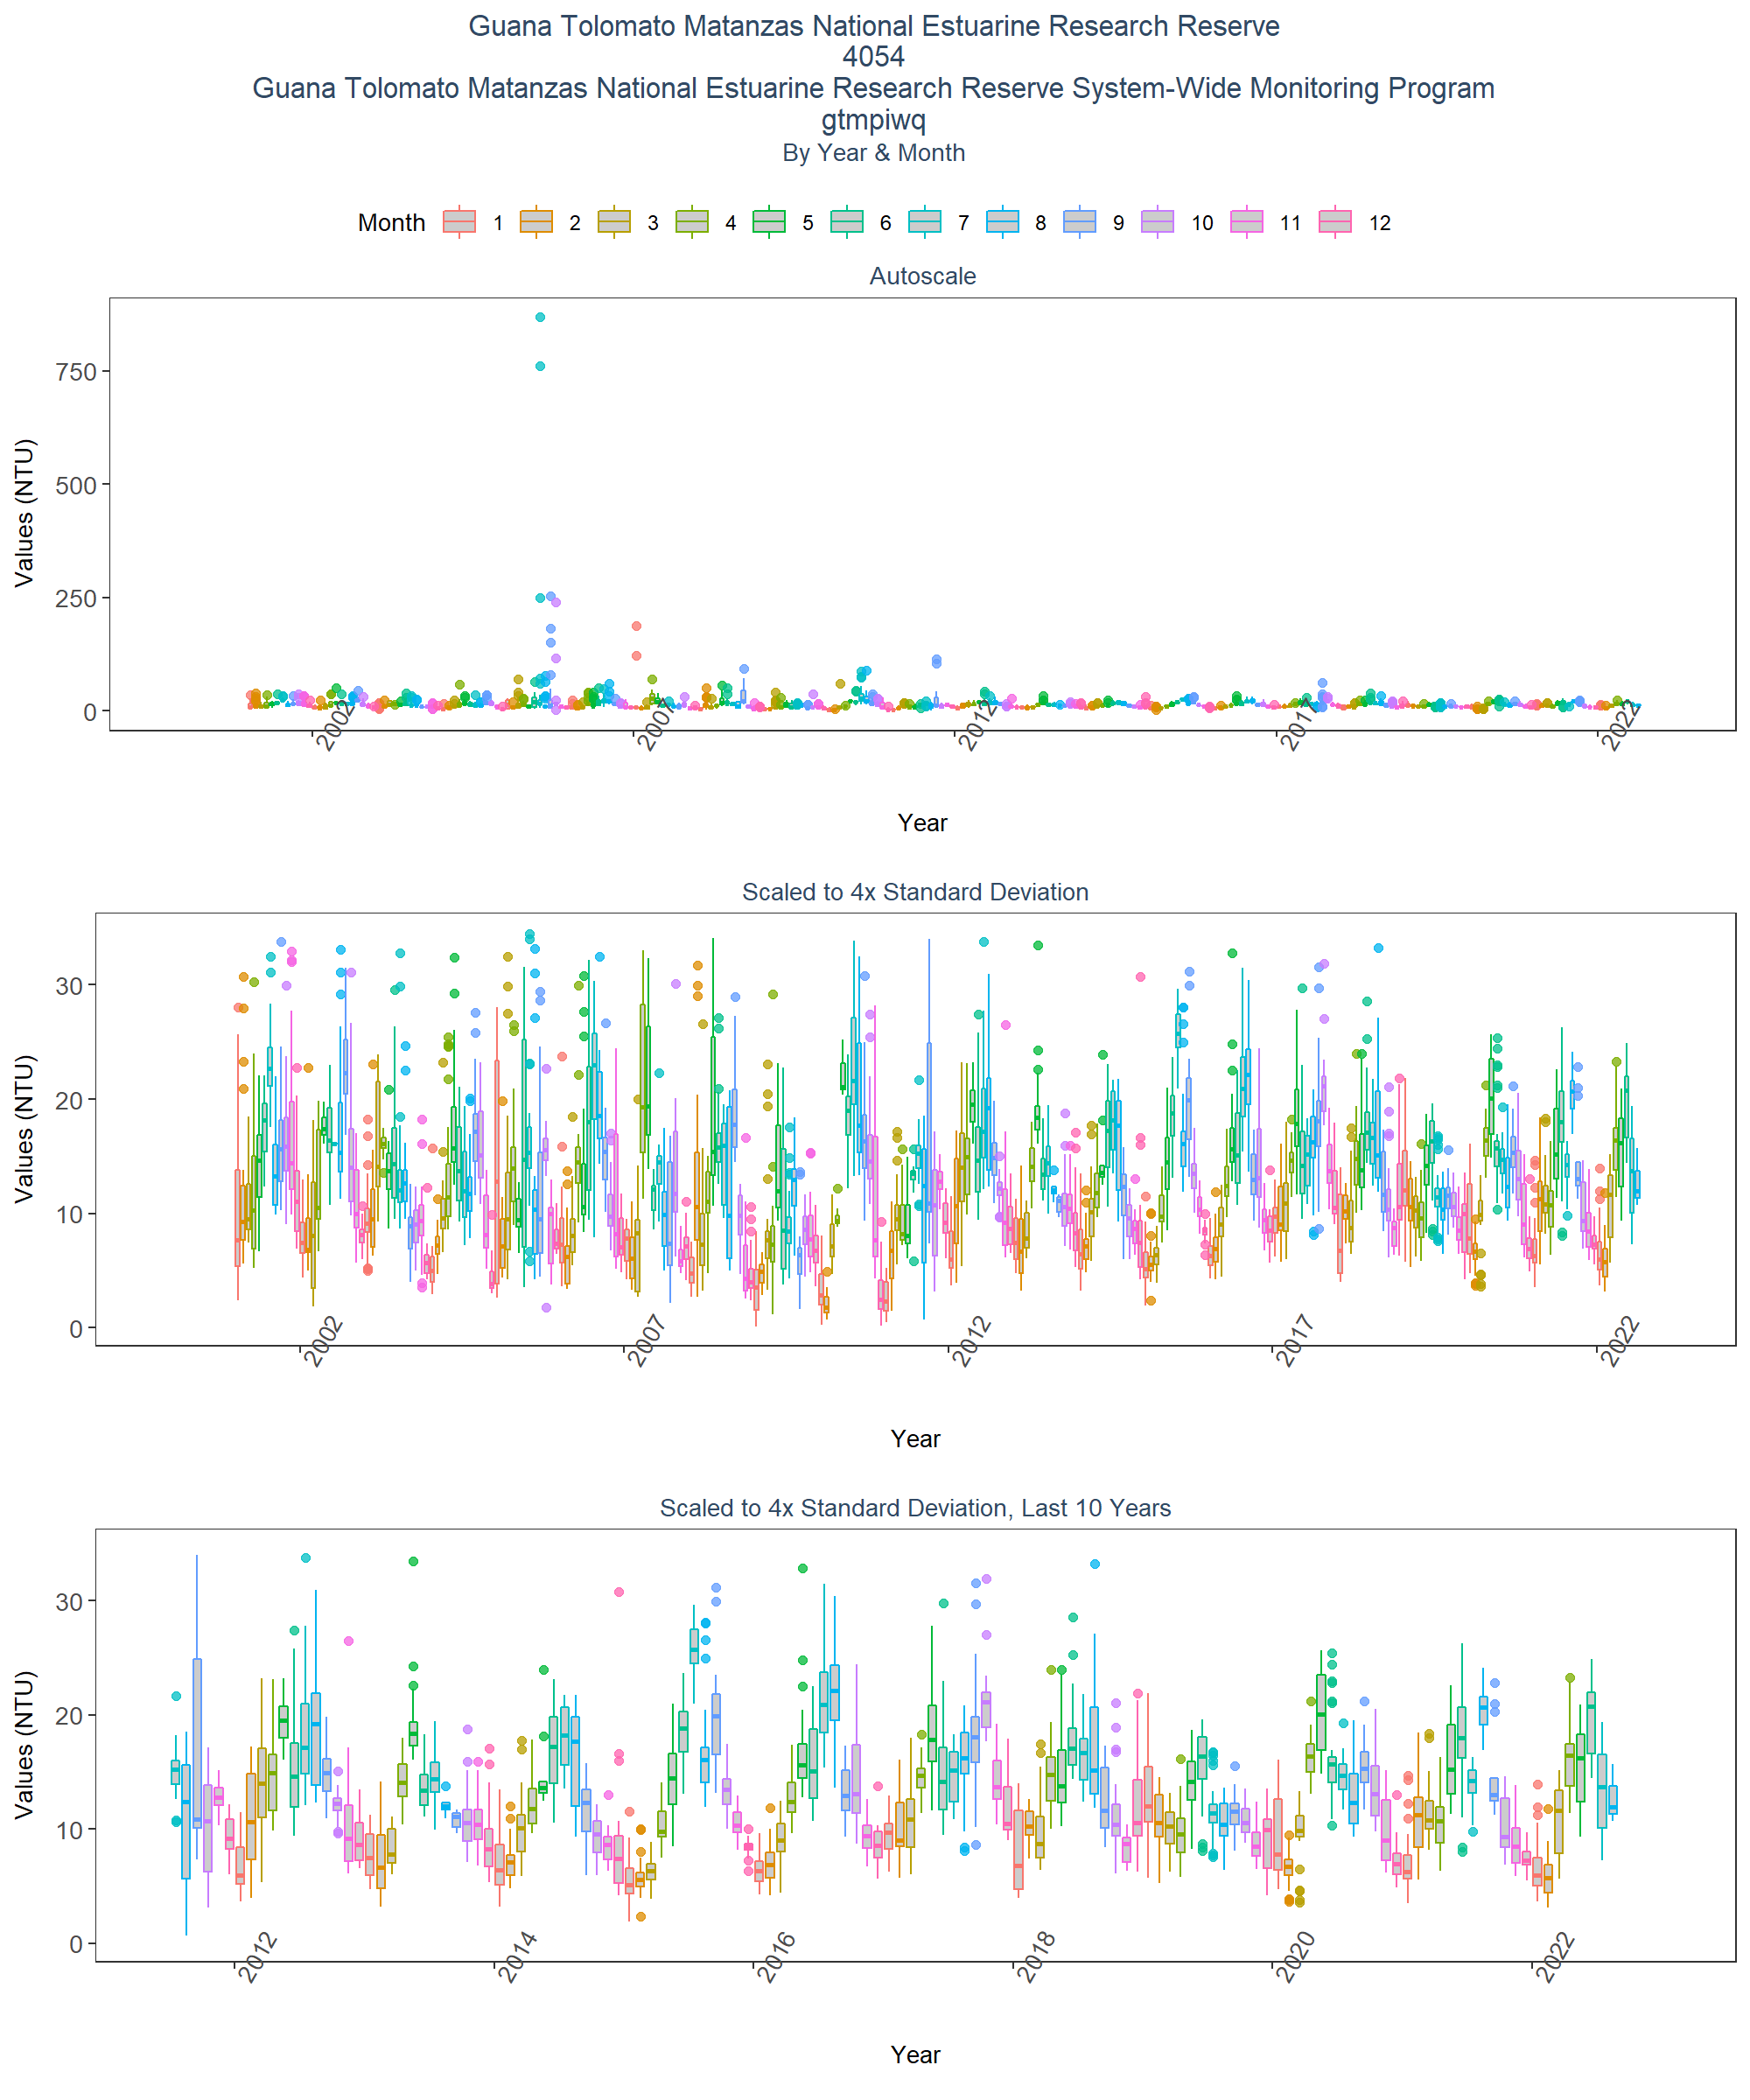 Guana Tolomato Matanzas National Estuarine Research Reserve
4054
Guana Tolomato Matanzas National Estuarine Research Reserve System-Wide Monitoring Program
gtmpiwq
By Year & Month
Month 1 2 3 4 5 6 7 8 9 10 11 12
Autoscale
Values (NTU)
750
500
250
0
2002 2007 2012 2017 2022
Year
Scaled to 4x Standard Deviation
Values (NTU)
30
20
10
0
2002 2007 2012 2017 2022
Year
Scaled to 4x Standard Deviation, Last 10 Years
Values (NTU)
30
20
10
0
2012 2014 2016 2018 2020 2022
Year